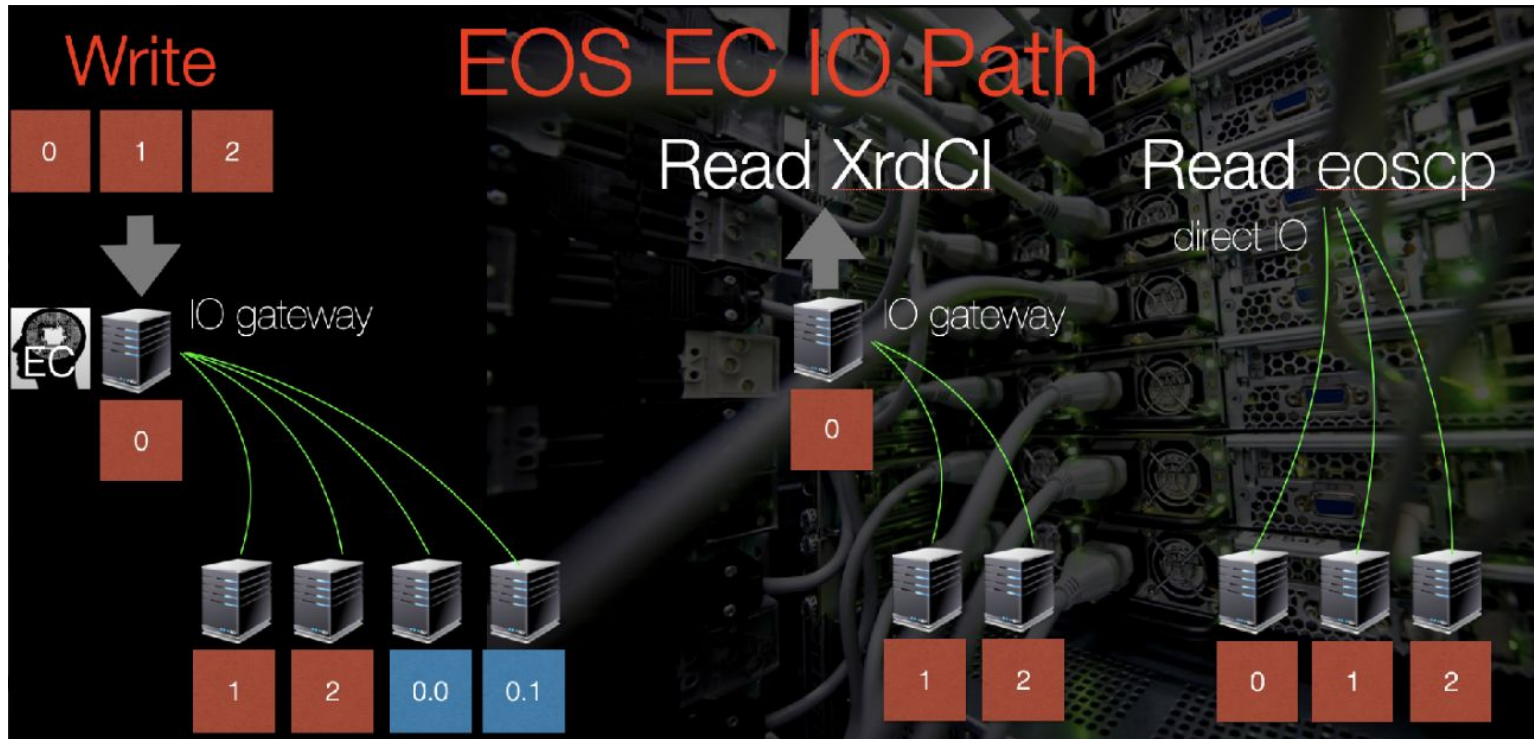 Write
EOS EC IO Path
0 1 2
Read XrdCl
Read eoscp
direct IO
IO gateway
EC
0
IO gateway
0
1 2 0.0 0.1
1 2
0 1 2